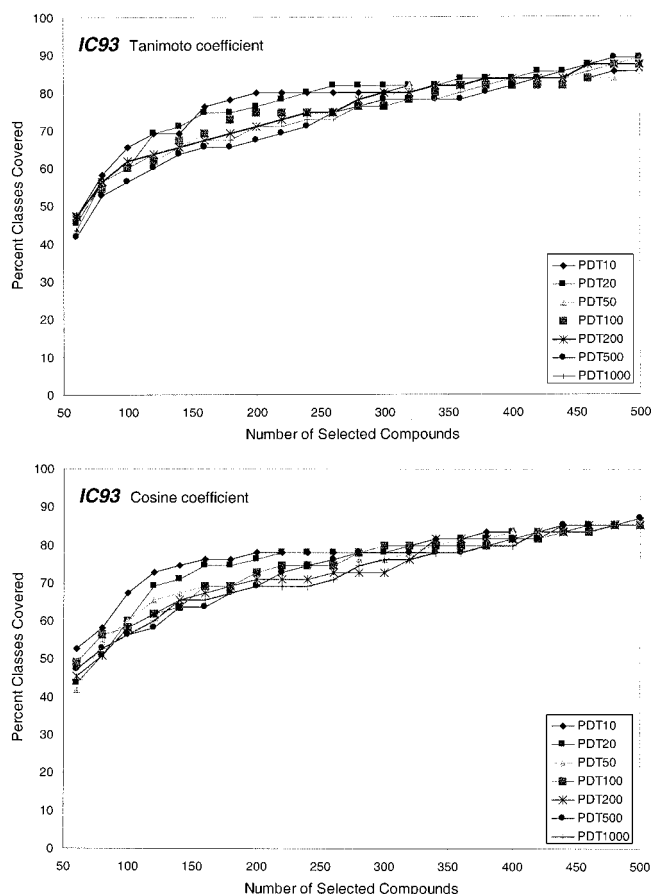 IC93 Tanimoto coefficient
Percent Classes Covered
100
90
80
70
60
50
40
30
20
10
0
PDT10
PDT20
PDT50
PDT100
PDT200
PDT500
PDT1000
50 100 150 200 250 300 350 400 450 500
Number of Selected Compounds
IC93 Cosine coefficient
Percent Classes Covered
100
90
80
70
60
50
40
30
20
10
0
PDT10
PDT20
PDT50
PDT100
PDT200
PDT500
PDT1000
50 100 150 200 250 300 350 400 450 500
Number of Selected Compounds